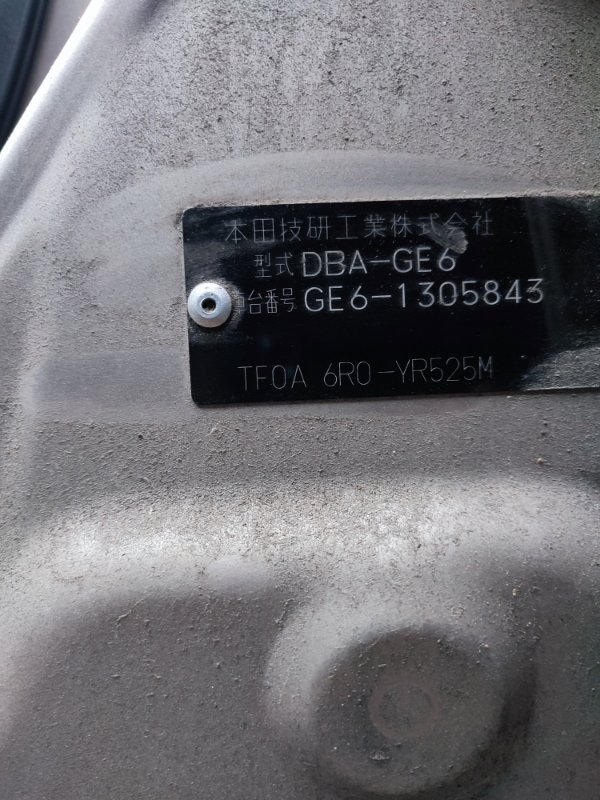 本田技研工業株式会社
型式 DBA-GE6
台番号 GE6-1305843
TF0A 6R0-YR525M